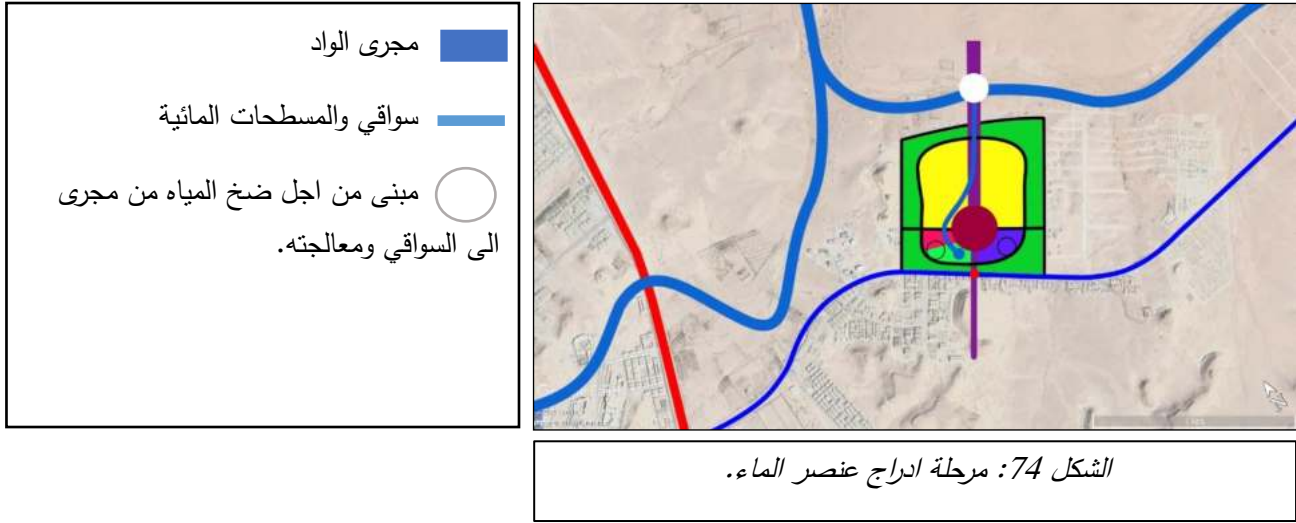 مجرى الواد
سواقي والمسطحات المائية
مبنى من اجل ضخ المياه من مجرى
الى السواقي ومعالجته.
الشكل 74: مرحلة ادراج عنصر الماء.